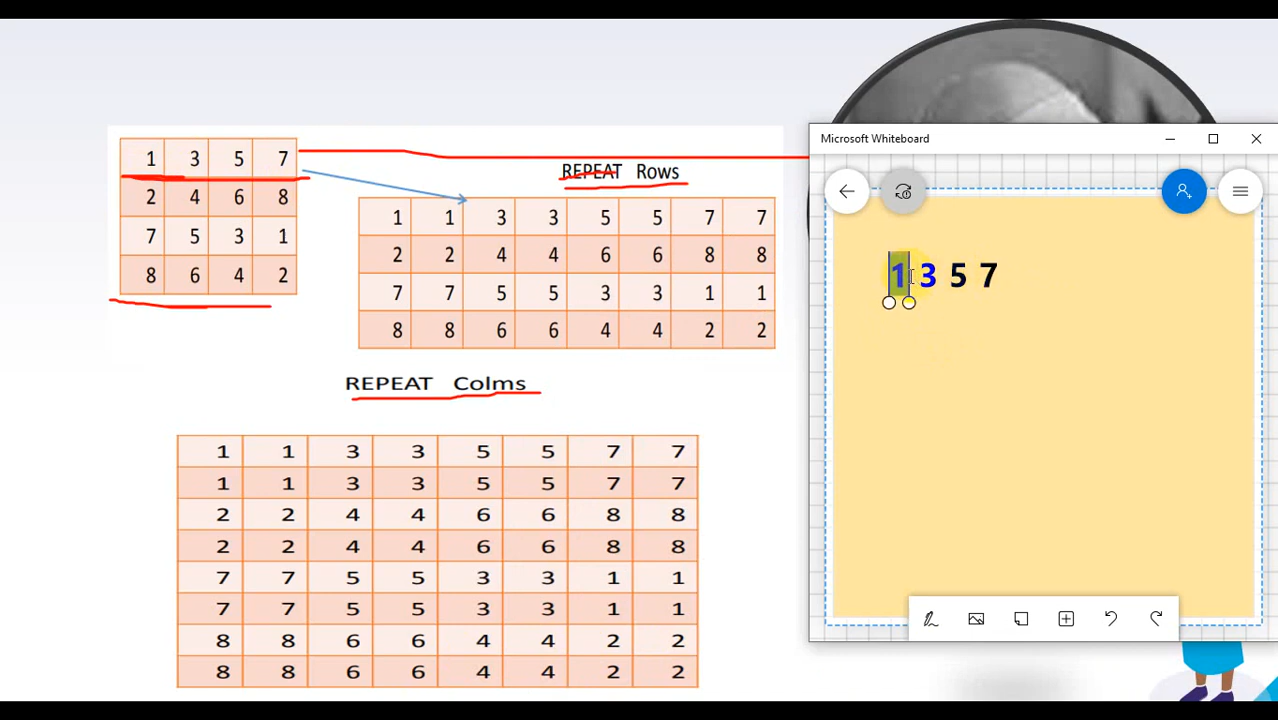 1 3 5 7
2 4 6 8
7 5 3 1
8 6 4 2
REPEAT Rows
1 1 3 3 5 5 7 7
2 2 4 4 6 6 8 8
7 7 5 5 3 3 1 1
8 8 6 6 4 4 2 2
REPEAT Colms
1 1 3 3 5 5 7 7
1 1 3 3 5 5 7 7
2 2 4 4 6 6 8 8
2 2 4 4 6 6 8 8
7 7 5 5 3 3 1 1
7 7 5 5 3 3 1 1
8 8 6 6 4 4 2 2
8 8 6 6 4 4 2 2
Microsoft Whiteboard
1 3 5 7